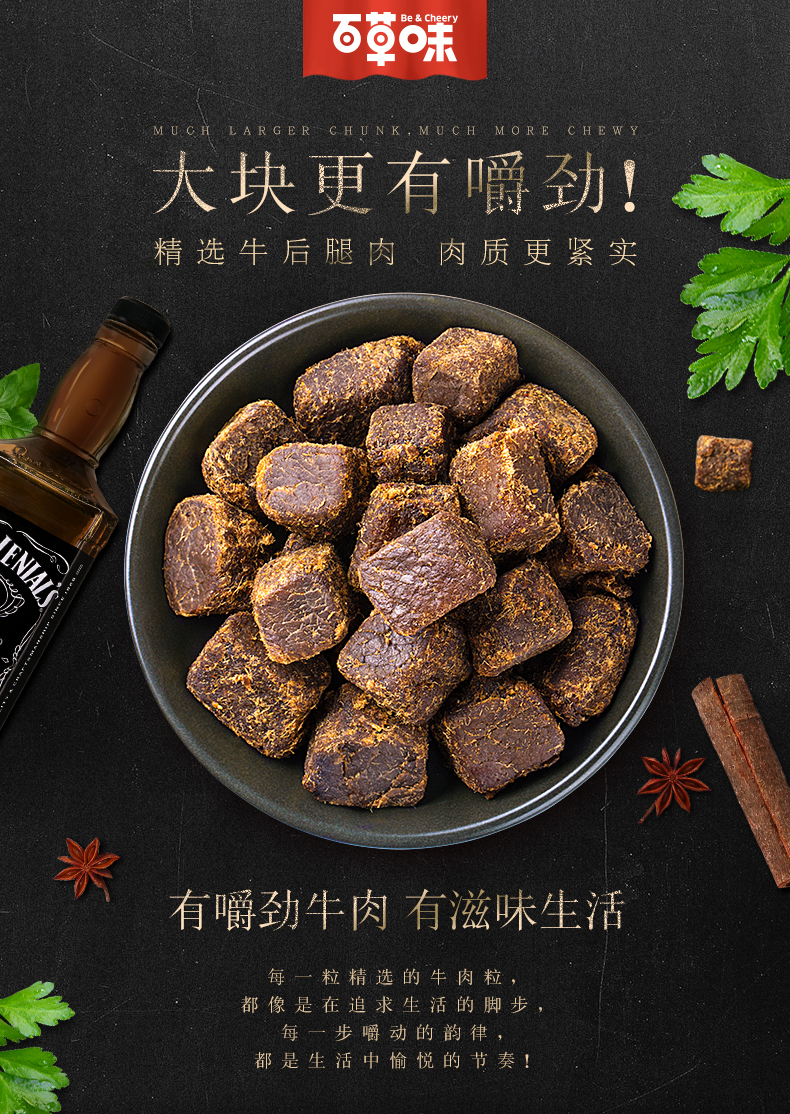 Be & Cheery
百草味
MUCH LARGER CHUNK,MUCH MORE CHEWY
大块更有嚼劲!
精选牛后腿肉 肉质更紧实
ENIAL'S
有嚼劲牛肉 有滋味生活
每一粒精选的牛肉粒,
都像是在追求生活的脚步,
每一步嚼动的韵律,
都是生活中愉悦的节奏!